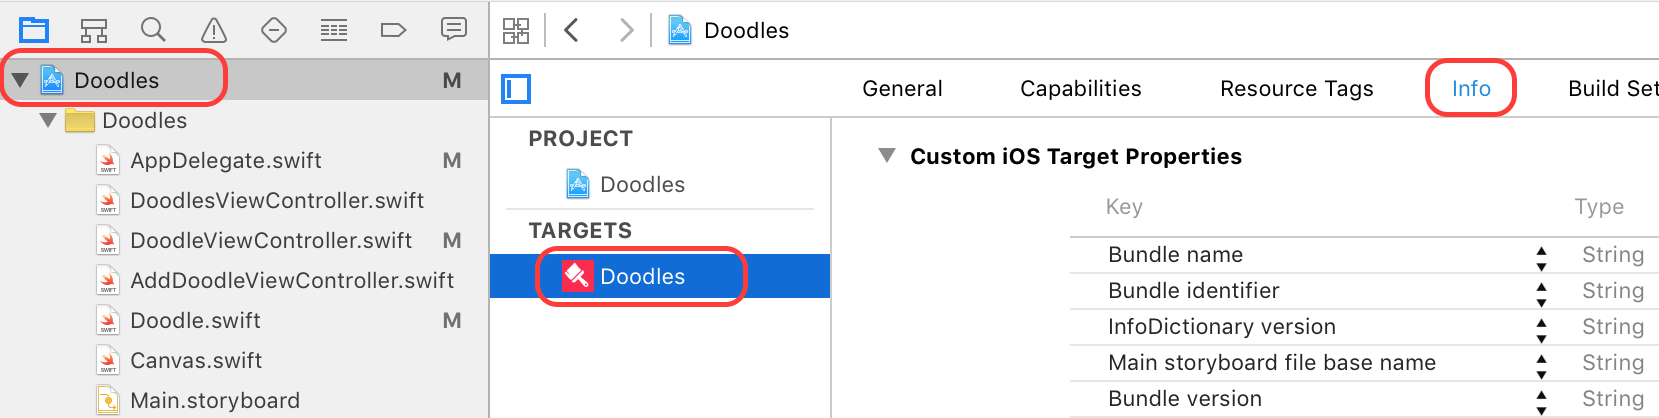 Doodles
Doodles M
General Capabilities Resource Tags Info Build Set
Doodles
AppDelegate.swift M
DoodlesViewController.swift
DoodleViewController.swift M
AddDoodleViewController.swift
Doodle.swift M
Canvas.swift
Main.storyboard
PROJECT
Doodles
TARGETS
Doodles
Custom iOS Target Properties
Key Type
Bundle name String
Bundle identifier String
InfoDictionary version String
Main storyboard file base name String
Bundle version String